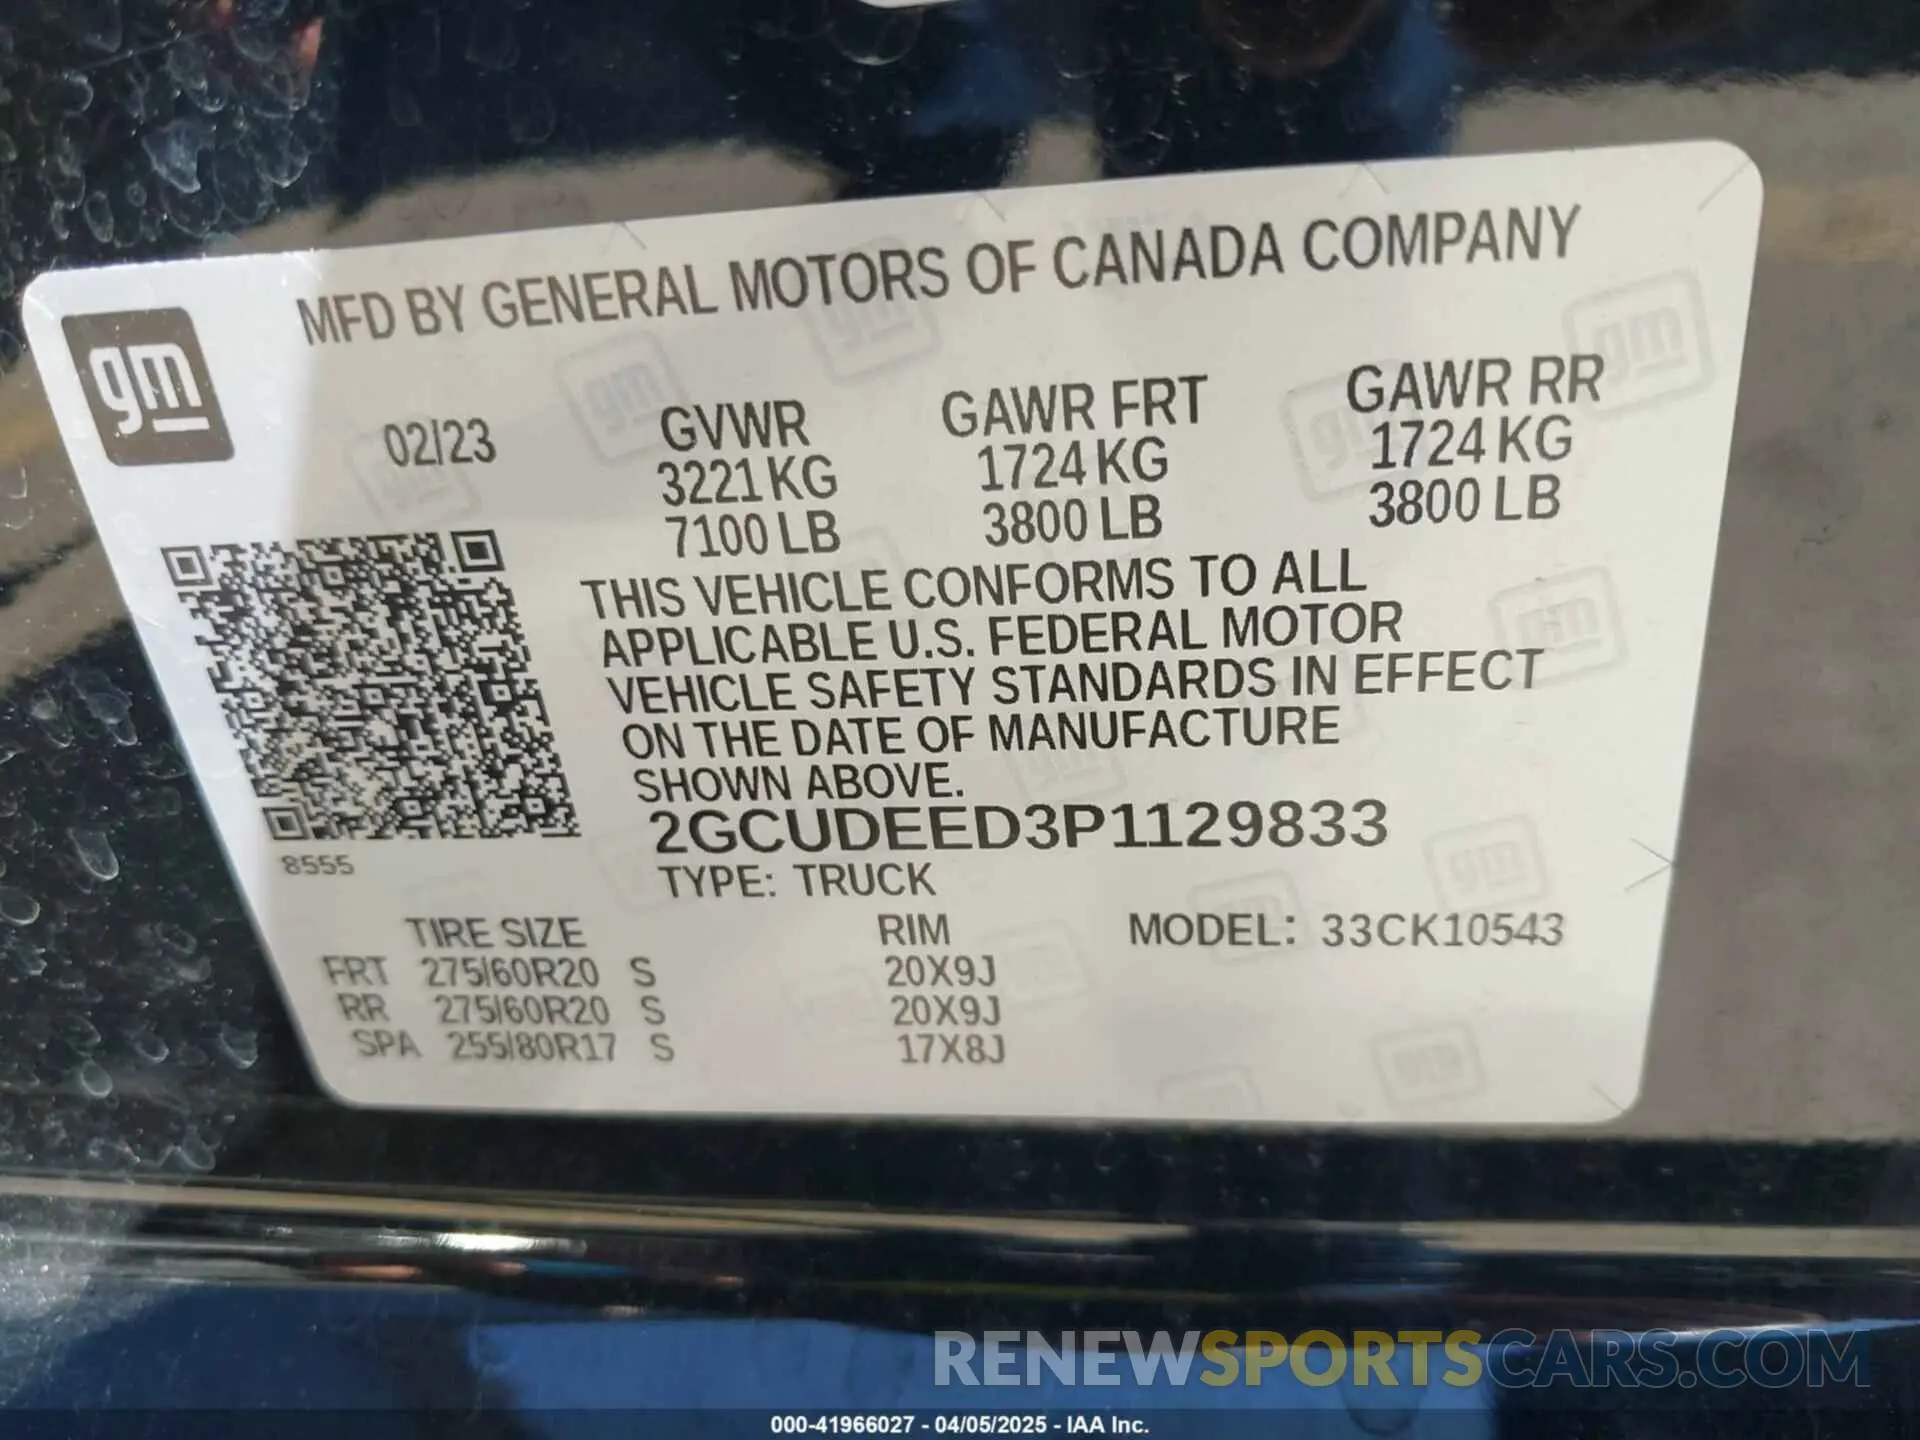 MFD BY GENERAL MOTORS OF CANADA COMPANY
gm
02/23 GVWR GAWR FRT GAWR RR
3221 KG 1724 KG 1724 KG
7100 LB 3800 LB 3800 LB
THIS VEHICLE CONFORMS TO ALL
APPLICABLE U.S. FEDERAL MOTOR
VEHICLE SAFETY STANDARDS IN EFFECT
ON THE DATE OF MANUFACTURE
SHOWN ABOVE.
2GCUDEED3P1129833
8555
TYPE: TRUCK
TIRE SIZE RIM MODEL: 33CK10543
FRT 275/60R20 S 20X9J
RR 275/60R20 S 20X9J
SPA 255/80R17 S 17X8J
RENEWSPORTSCARS.COM
000-41966027 - 04/05/2025 - IAA Inc.